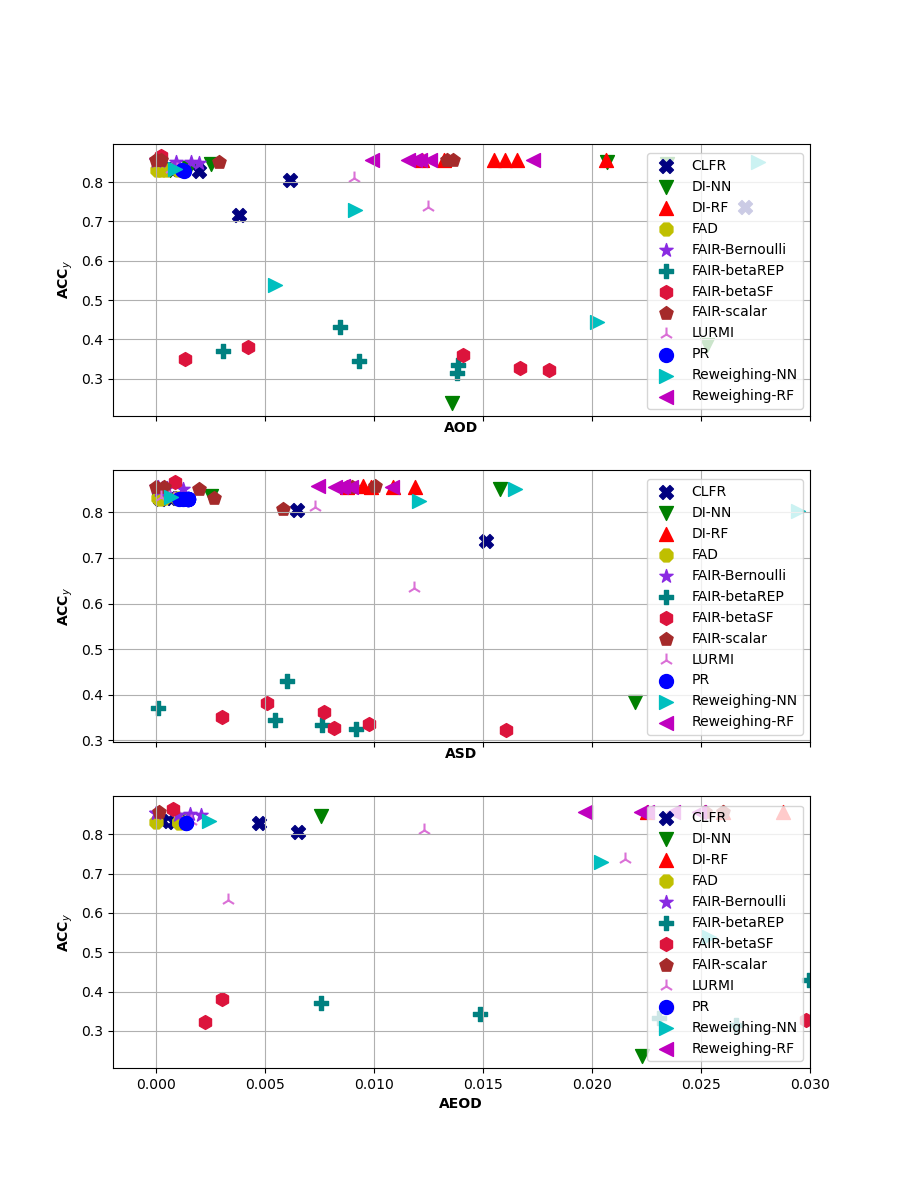 0.8
0.7
0.6
0.5
0.4
0.3
ACCy
AOD
CLFR
DI-NN
DI-RF
FAD
FAIR-Bernoulli
FAIR-betaREP
FAIR-betaSF
FAIR-scalar
LURMI
PR
Reweighing-NN
Reweighing-RF
0.8
0.7
0.6
0.5
0.4
0.3
ACCy
ASD
CLFR
DI-NN
DI-RF
FAD
FAIR-Bernoulli
FAIR-betaREP
FAIR-betaSF
FAIR-scalar
LURMI
PR
Reweighing-NN
Reweighing-RF
0.8
0.7
0.6
0.5
0.4
0.3
ACCy
CLFR
DI-NN
DI-RF
FAD
FAIR-Bernoulli
FAIR-betaREP
FAIR-betaSF
FAIR-scalar
LURMI
PR
Reweighing-NN
Reweighing-RF
0.000 0.005 0.010 0.015 0.020 0.025 0.030
AEOD